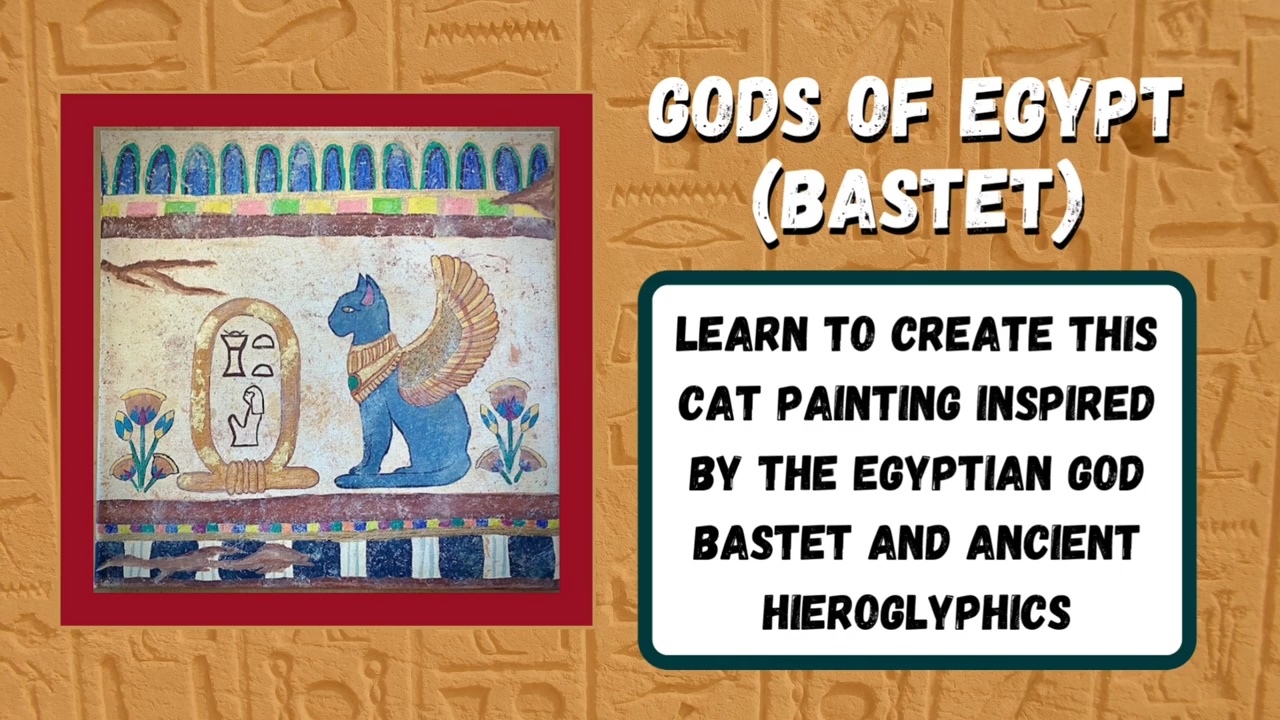 GODS OF EGYPT
(BASTET)
LEARN TO CREATE THIS
CAT PAINTING INSPIRED
BY THE EGYPTIAN GOD
BASTET AND ANCIENT
HIEROGLYPHICS